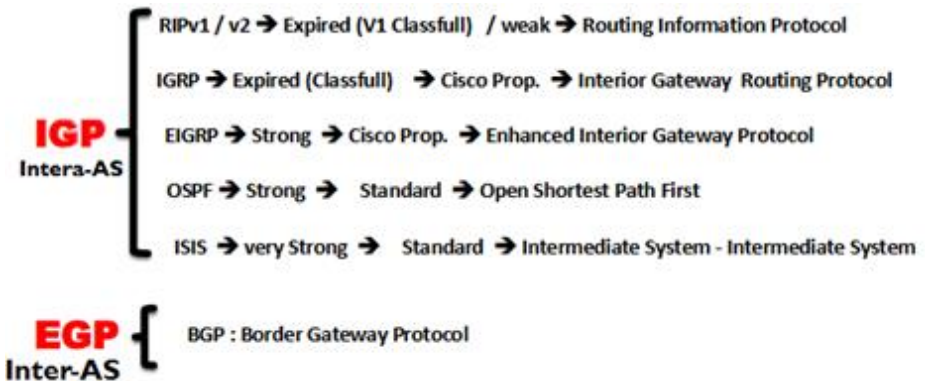 RIPv1 / v2 ➔ Expired (V1 Classfull) / weak ➔ Routing Information Protocol
IGRP ➔ Expired (Classfull) ➔ Cisco Prop. ➔ Interior Gateway Routing Protocol
IGP
Intera-AS
EIGRP ➔ Strong ➔ Cisco Prop. ➔ Enhanced Interior Gateway Protocol
OSPF ➔ Strong ➔ Standard ➔ Open Shortest Path First
ISIS ➔ very Strong ➔ Standard ➔ Intermediate System - Intermediate System
EGP
Inter-AS
BGP : Border Gateway Protocol